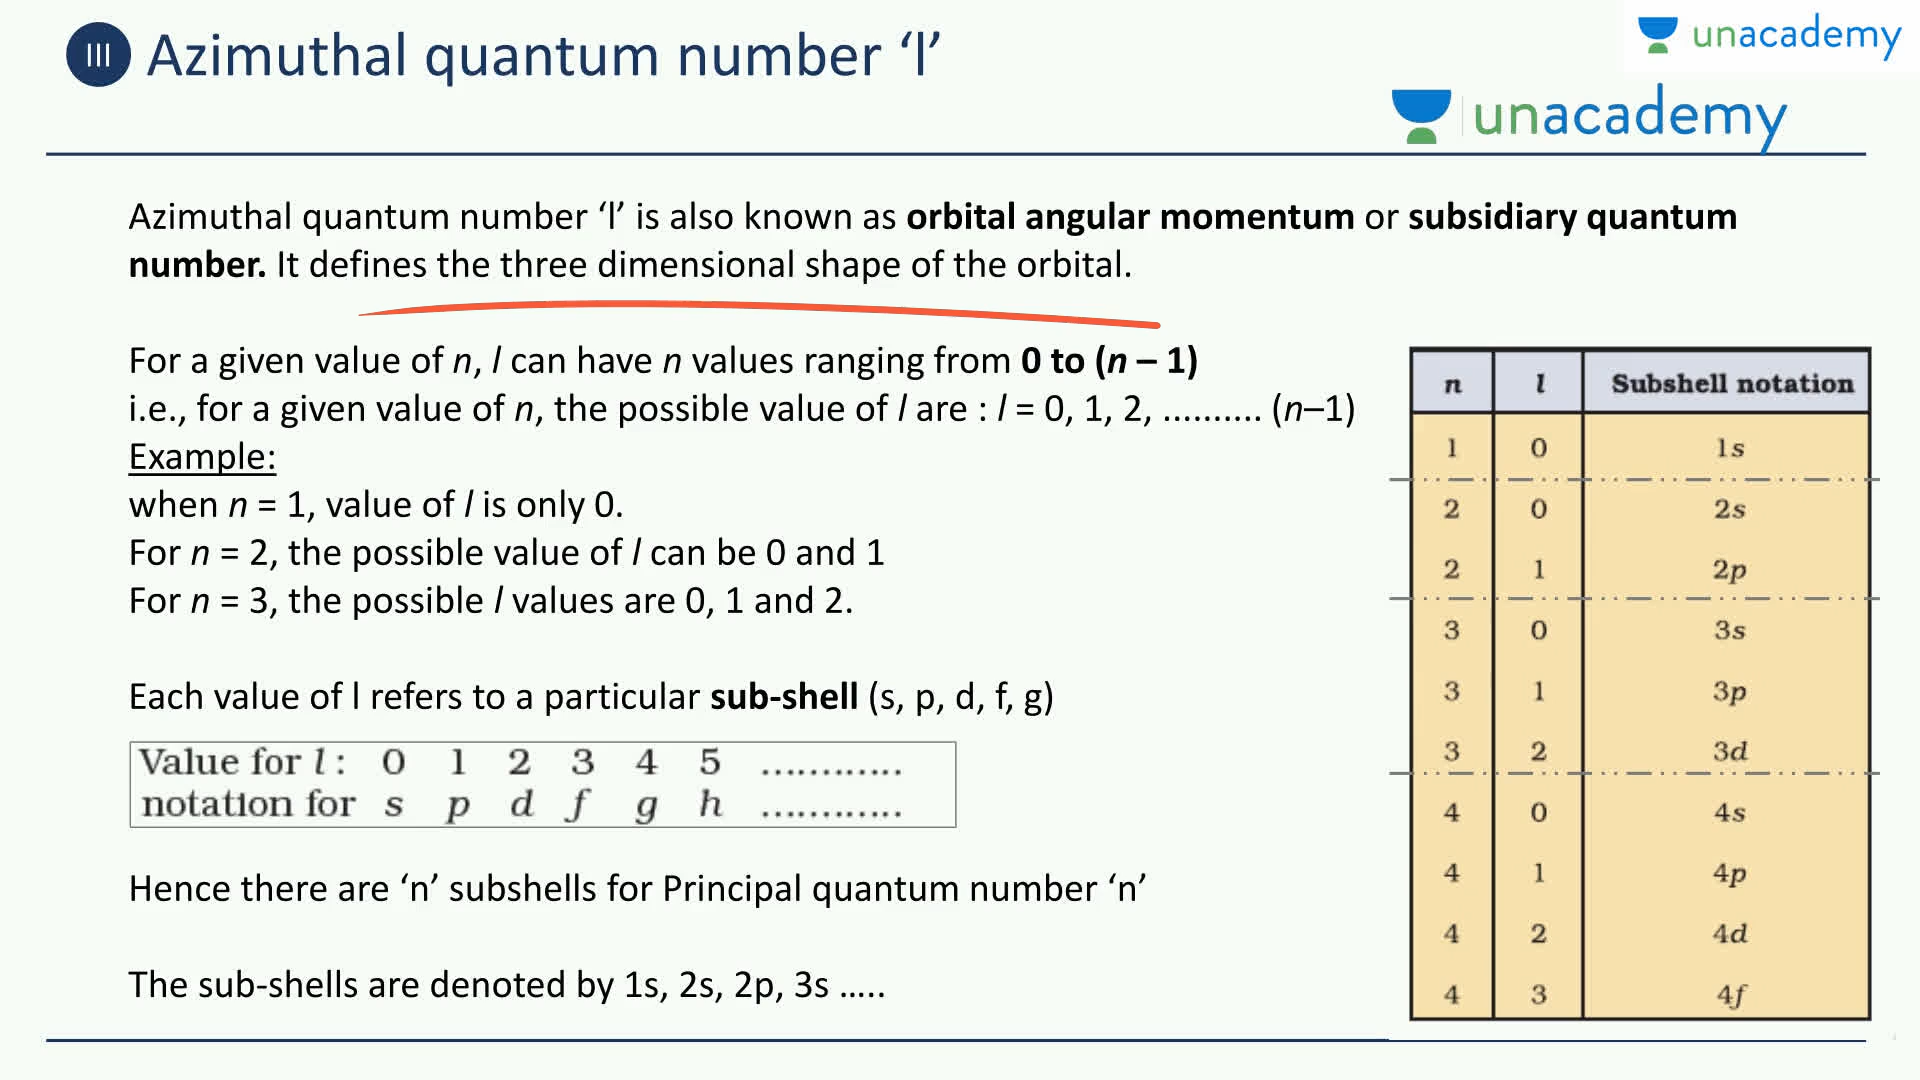 III Azimuthal quantum number ‘l’
unacademy
unacademy
Azimuthal quantum number ‘l’ is also known as orbital angular momentum or subsidiary quantum
number. It defines the three dimensional shape of the orbital.
For a given value of n, l can have n values ranging from 0 to (n – 1)
i.e., for a given value of n, the possible value of l are : l = 0, 1, 2, .......... (n–1)
Example:
when n = 1, value of l is only 0.
For n = 2, the possible value of l can be 0 and 1
For n = 3, the possible l values are 0, 1 and 2.
Each value of l refers to a particular sub-shell (s, p, d, f, g)
Value for l : 0 1 2 3 4 5 ............
notation for s p d f g h ............
Hence there are ‘n’ subshells for Principal quantum number ‘n’
The sub-shells are denoted by 1s, 2s, 2p, 3s …..
n l Subshell notation
1 0 1s
2 0 2s
2 1 2p
3 0 3s
3 1 3p
3 2 3d
4 0 4s
4 1 4p
4 2 4d
4 3 4f